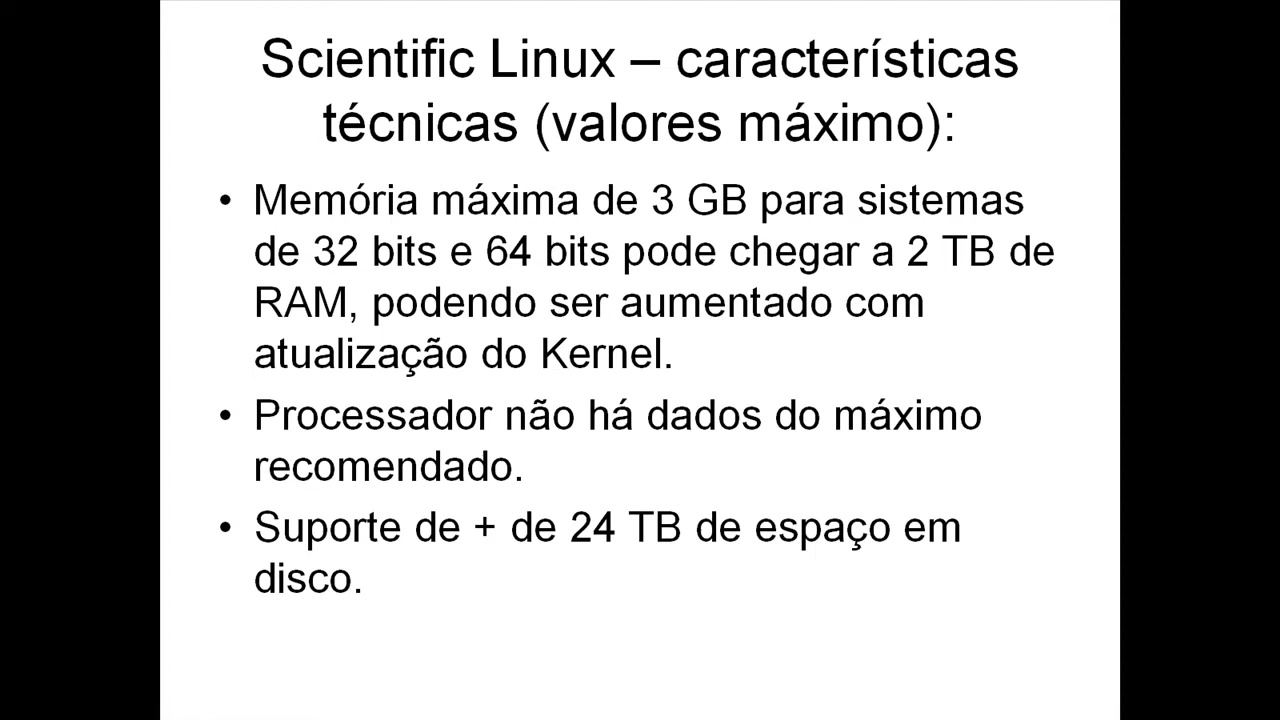 Scientific Linux – características
técnicas (valores máximo):
• Memória máxima de 3 GB para sistemas
de 32 bits e 64 bits pode chegar a 2 TB de
RAM, podendo ser aumentado com
atualização do Kernel.
• Processador não há dados do máximo
recomendado.
• Suporte de + de 24 TB de espaço em
disco.